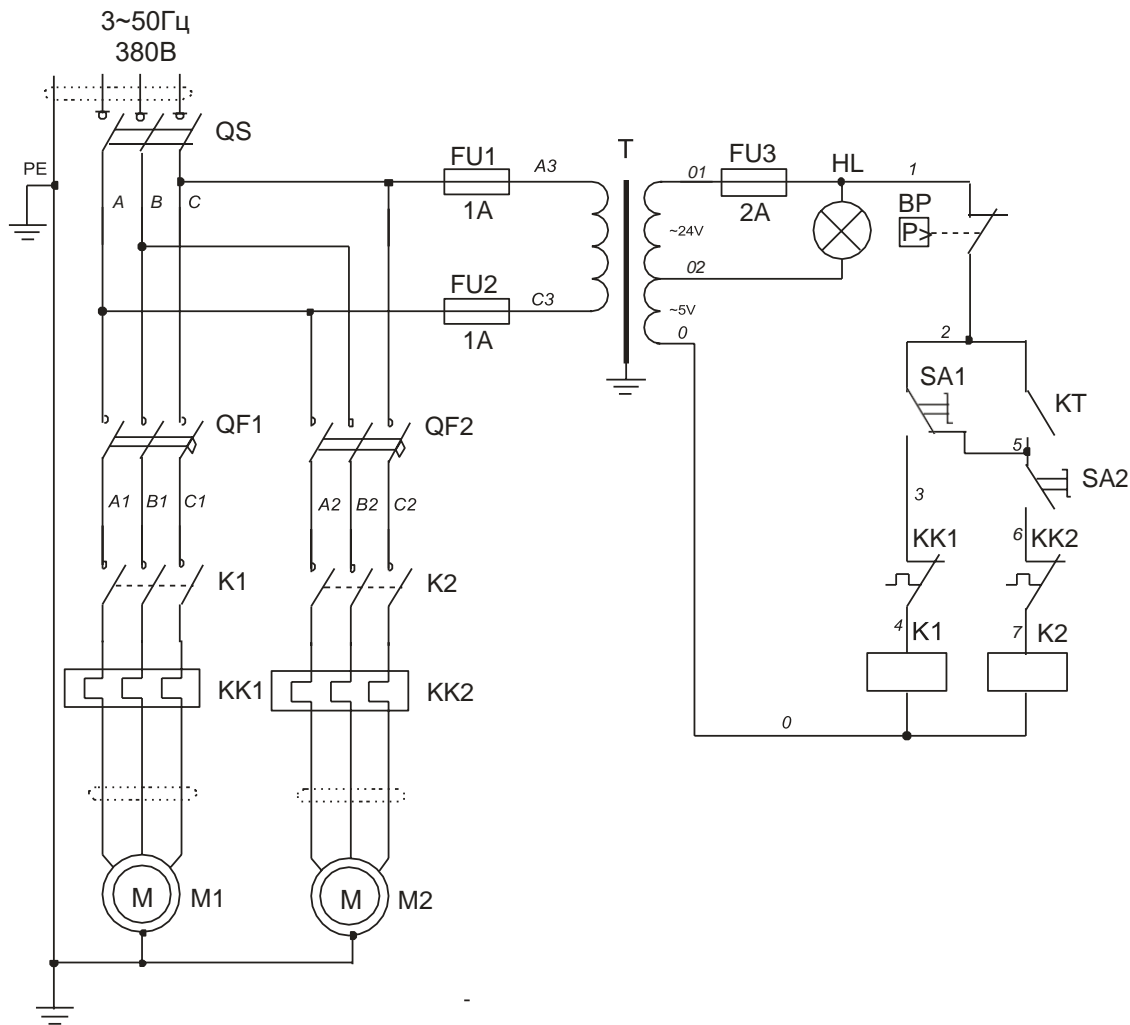 3~50Гц
380В
QS
PE
A B C
FU1
1A
A3
FU2
1A
C3
T
01
~24V
02
~5V
0
FU3
2A
HL
1
BP
P>
2
SA1
KT
5
SA2
3
6
KK1
KK2
4
K1
7
K2
0
QF1
QF2
A1 B1 C1
A2 B2 C2
K1
K2
KK1
KK2
M
M1
M
M2
-